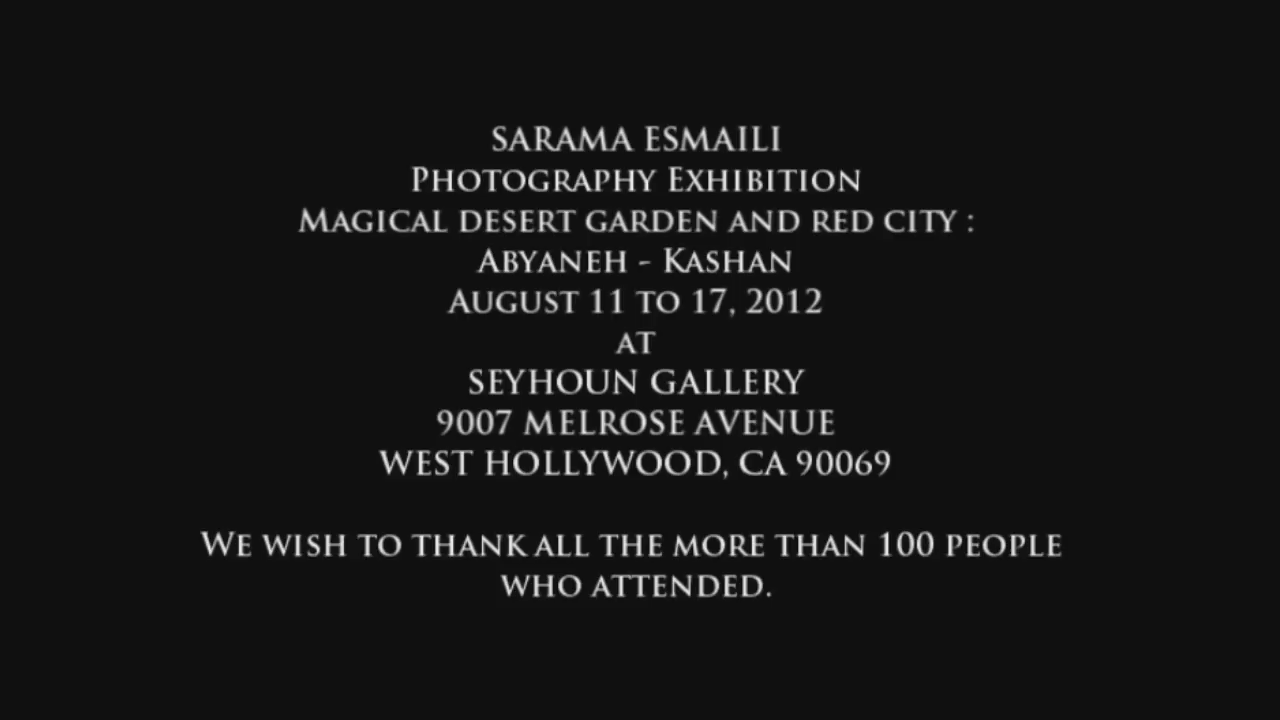 SARAMA ESMAILI
PHOTOGRAPHY EXHIBITION
MAGICAL DESERT GARDEN AND RED CITY :
ABYANEH - KASHAN
AUGUST 11 TO 17, 2012
AT
SEYHOUN GALLERY
9007 MELROSE AVENUE
WEST HOLLYWOOD, CA 90069
WE WISH TO THANK ALL THE MORE THAN 100 PEOPLE
WHO ATTENDED.